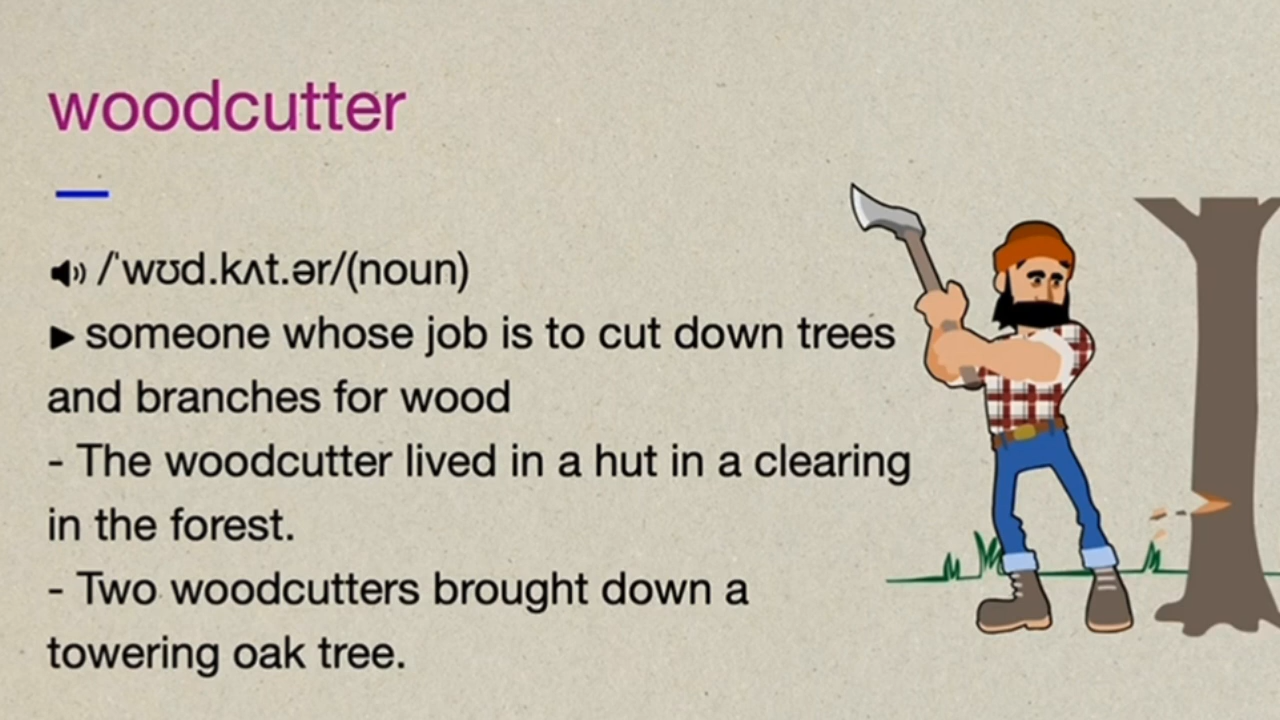 woodcutter
/ˈwʊd.kʌt.ər/(noun)
▶ someone whose job is to cut down trees
and branches for wood
- The woodcutter lived in a hut in a clearing
in the forest.
- Two woodcutters brought down a
towering oak tree.